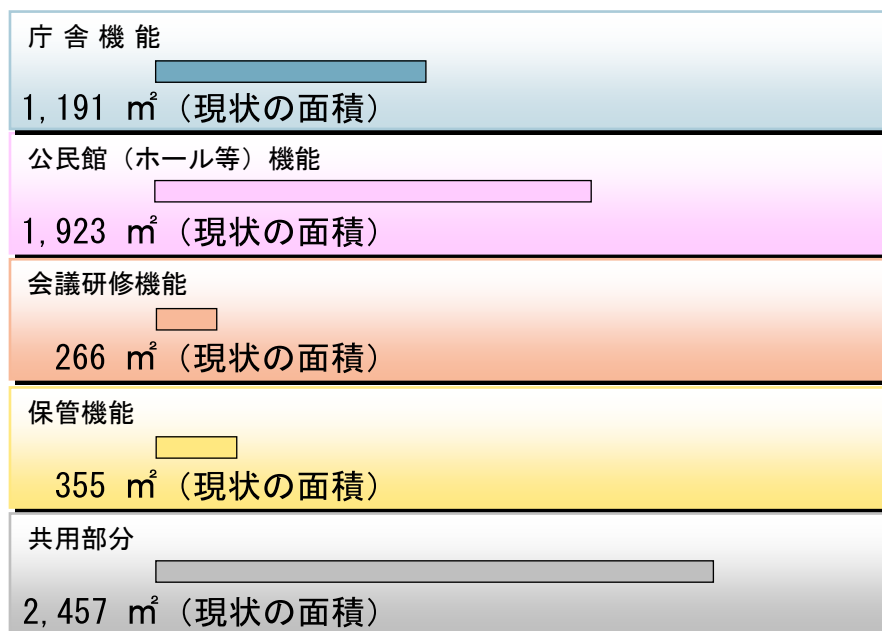 庁舎機能
1,191 ㎡（現状の面積）
公民館（ホール等）機能
1,923 ㎡（現状の面積）
会議研修機能
266 ㎡（現状の面積）
保管機能
355 ㎡（現状の面積）
共用部分
2,457 ㎡（現状の面積）